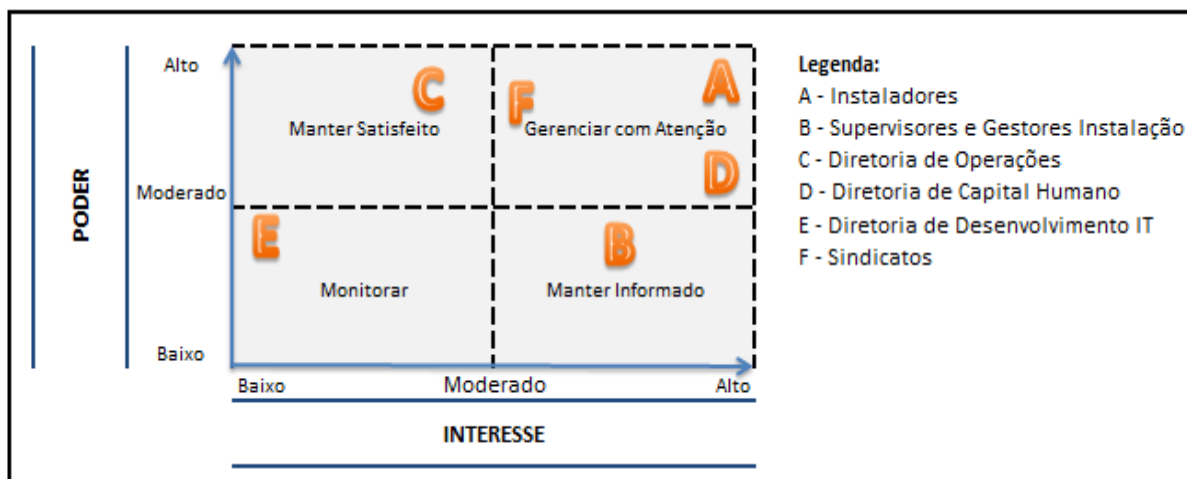 PODER
Alto
Moderado
Baixo
C
Manter Satisfeito
F
A
Gerenciar com Atenção
D
E
Monitorar
B
Manter Informado
Baixo
Moderado
Alto
INTERESSE
Legenda:
A - Instaladores
B - Supervisores e Gestores Instalação
C - Diretoria de Operações
D - Diretoria de Capital Humano
E - Diretoria de Desenvolvimento IT
F - Sindicatos